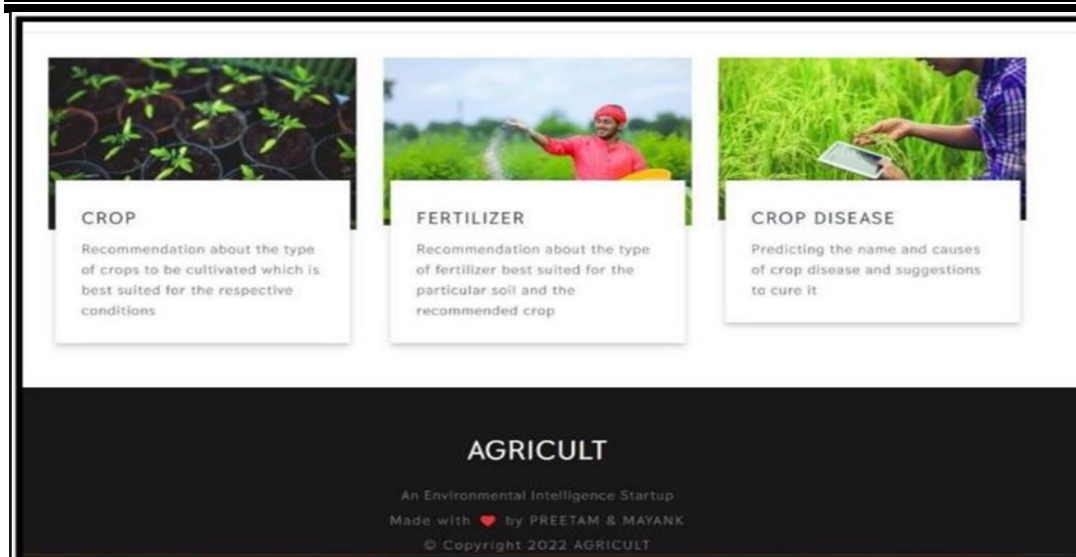 CROP
Recommendation about the type
of crops to be cultivated which is
best suited for the respective
conditions
FERTILIZER
Recommendation about the type
of fertilizer best suited for the
particular soil and the
recommended crop
CROP DISEASE
Predicting the name and causes
of crop disease and suggestions
to cure it
AGRICULT
An Environmental Intelligence Startup
Made with ❤ by PREETAM & MAYANK
© Copyright 2022 AGRICULT